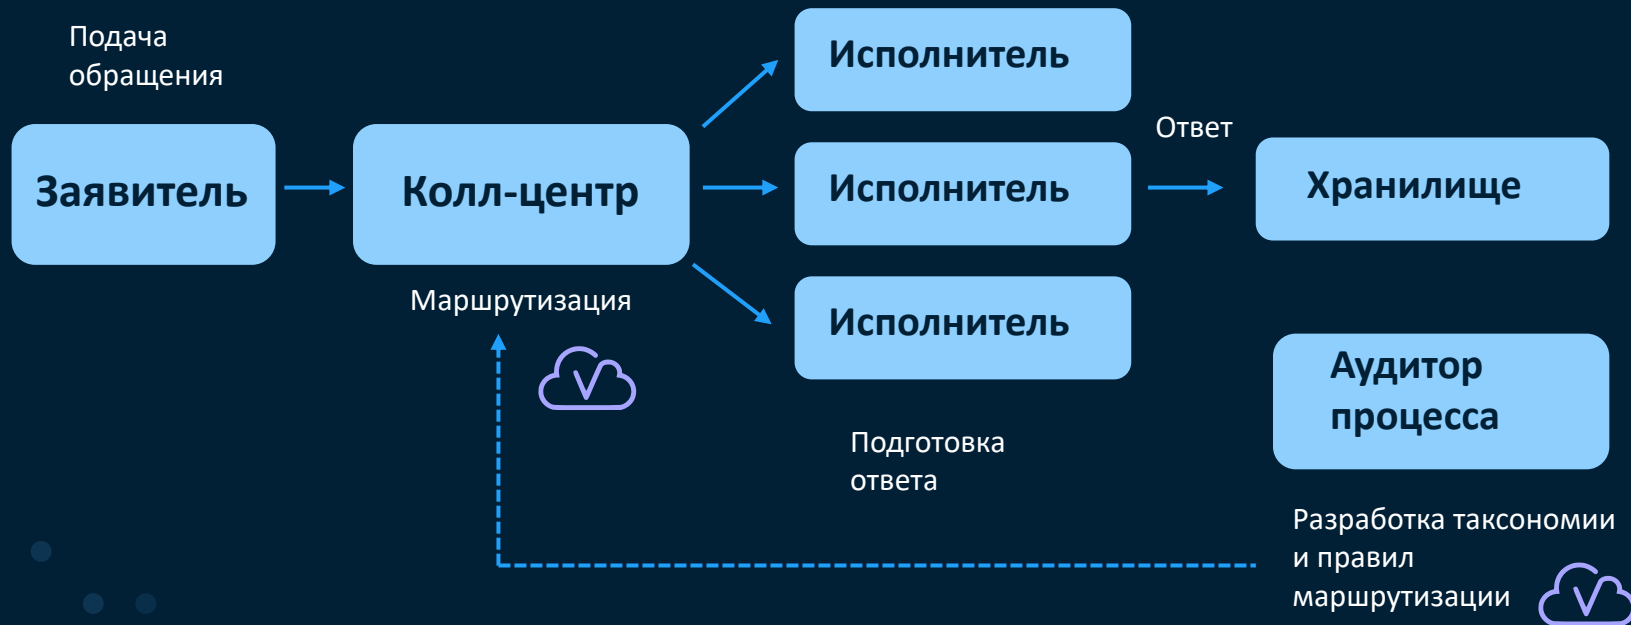 Подача
обращения
Заявитель
Колл-центр
Маршрутизация
Исполнитель
Исполнитель
Исполнитель
Подготовка
ответа
Ответ
Хранилище
Аудитор
процесса
Разработка таксономии
и правил
маршрутизации